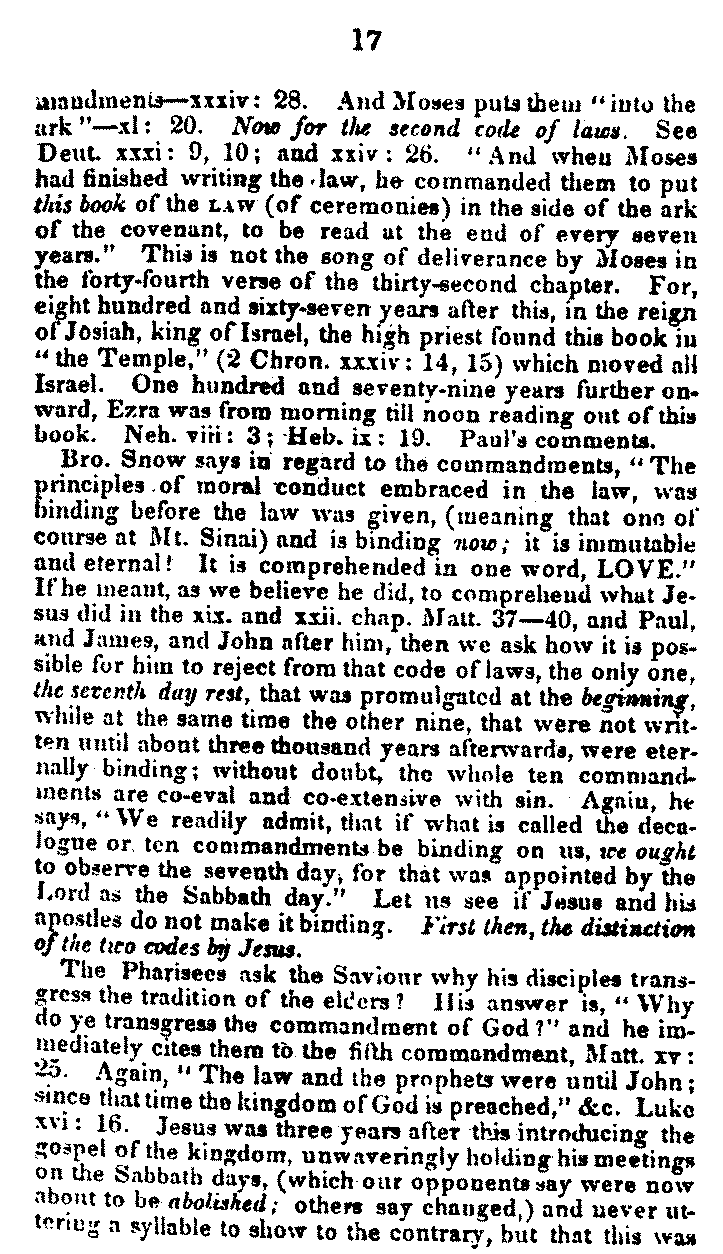 17
mandments—xxxiv: 28. And Moses puts them "into the
ark"—xl: 20. Now for the second code of laws. See
Deut. xxxi: 9, 10; and xxiv: 26. "And when Moses
had finished writing the law, he commanded them to put
this book of the LAW (of ceremonies) in the side of the ark
of the covenant, to be read at the end of every seven
years." This is not the song of deliverance by Moses in
the forty-fourth verse of the thirty-second chapter. For,
eight hundred and sixty-seven years after this, in the reign
of Josiah, king of Israel, the high priest found this book in
"the Temple," (2 Chron. xxxiv: 14, 15) which moved all
Israel. One hundred and seventy-nine years further on-
ward, Ezra was from morning till noon reading out of this
book. Neh. viii: 3; Heb. ix: 19. Paul's comments.
Bro. Snow says in regard to the commandments, "The
principles of moral conduct embraced in the law, was
binding before the law was given, (meaning that one of
course at Mt. Sinai) and is binding now; it is immutable
and eternal! It is comprehended in one word, LOVE."
If he meant, as we believe he did, to comprehend what Je-
sus did in the xix. and xxii. chap. Matt. 37—40, and Paul,
and James, and John after him, then we ask how it is pos-
sible for him to reject from that code of laws, the only one,
the seventh day rest, that was promulgated at the beginning,
while at the same time the other nine, that were not writ-
ten until about three thousand years afterwards, were eter-
nally binding; without doubt, the whole ten command-
ments are co-eval and co-extensive with sin. Again, he
says, "We readily admit, that if what is called the deca-
logue or ten commandments be binding on us, we ought
to observe the seventh day, for that was appointed by the
Lord as the Sabbath day." Let us see if Jesus and his
apostles do not make it binding. First then, the distinction
of the two codes by Jesus.
The Pharisees ask the Saviour why his disciples trans-
gress the tradition of the elders? His answer is, "Why
do ye transgress the commandment of God?" and he im-
mediately cites them to the fifth commandment, Matt. xv:
25. Again, "The law and the prophets were until John;
since that time the kingdom of God is preached," &c. Luke
xvi: 16. Jesus was three years after this introducing the
gospel of the kingdom, unwaveringly holding his meetings
on the Sabbath days, (which our opponents say were now
about to be abolished; others say changed,) and never ut-
tering a syllable to show to the contrary, but that this was